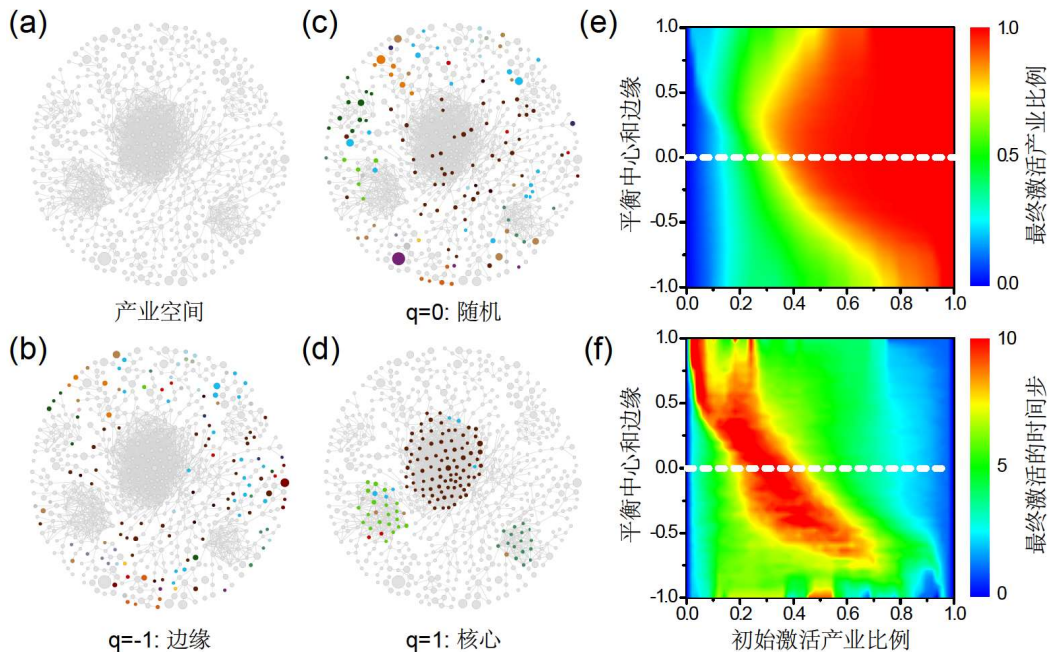 (a)
产业空间
(b)
q=-1: 边缘
(c)
q=0: 随机
(d)
q=1: 核心
(e)
平衡中心和边缘
1.0
0.5
0.0
-0.5
-1.0
0.0 0.2 0.4 0.6 0.8 1.0
1.0
0.5
0.0
最终激活产业比例
(f)
平衡中心和边缘
1.0
0.5
0.0
-0.5
-1.0
0.0 0.2 0.4 0.6 0.8 1.0
初始激活产业比例
10
5
0
最终激活的时间步